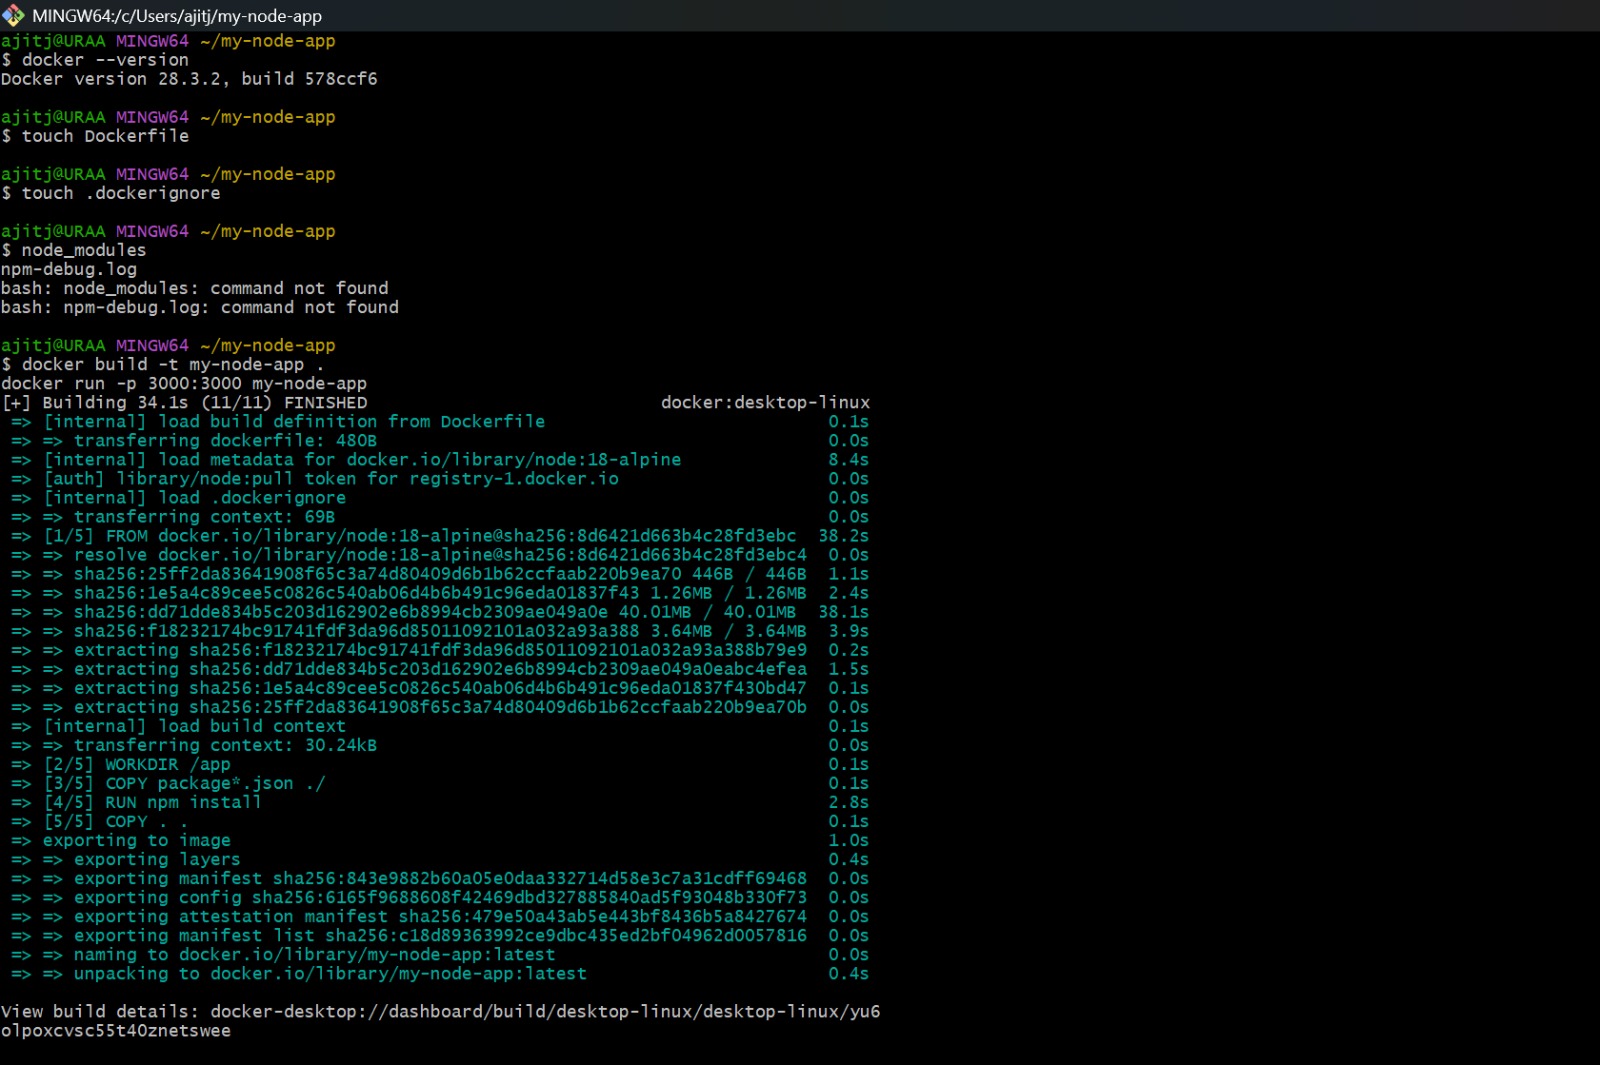 MINGW64:/c/Users/ajitj/my-node-app
ajitj@URAA MINGW64 ~/my-node-app
$ docker --version
Docker version 28.3.2, build 578ccf6
ajitj@URAA MINGW64 ~/my-node-app
$ touch Dockerfile
ajitj@URAA MINGW64 ~/my-node-app
$ touch .dockerignore
ajitj@URAA MINGW64 ~/my-node-app
$ node_modules
npm-debug.log
bash: node_modules: command not found
bash: npm-debug.log: command not found
ajitj@URAA MINGW64 ~/my-node-app
$ docker build -t my-node-app .
docker run -p 3000:3000 my-node-app
[+] Building 34.1s (11/11) FINISHED docker:desktop-linux
=> [internal] load build definition from Dockerfile 0.1s
=> => transferring dockerfile: 480B 0.0s
=> [internal] load metadata for docker.io/library/node:18-alpine 8.4s
=> [auth] library/node:pull token for registry-1.docker.io 0.0s
=> [internal] load .dockerignore 0.0s
=> => transferring context: 69B 0.0s
=> [1/5] FROM docker.io/library/node:18-alpine@sha256:8d6421d663b4c28fd3ebc 38.2s
=> => resolve docker.io/library/node:18-alpine@sha256:8d6421d663b4c28fd3ebc4 0.0s
=> => sha256:25ff2da83641908f65c3a74d80409d6b1b62ccfaab220b9ea70 446B / 446B 1.1s
=> => sha256:1e5a4c89cee5c0826c540ab06d4b6b491c96eda01837f43 1.26MB / 1.26MB 2.4s
=> => sha256:dd71dde834b5c203d162902e6b8994cb2309ae049a0e 40.01MB / 40.01MB 38.1s
=> => sha256:f18232174bc91741fdf3da96d85011092101a032a93a388 3.64MB / 3.64MB 3.9s
=> => extracting sha256:f18232174bc91741fdf3da96d85011092101a032a93a388b79e9 0.2s
=> => extracting sha256:dd71dde834b5c203d162902e6b8994cb2309ae049a0eabc4efea 1.5s
=> => extracting sha256:1e5a4c89cee5c0826c540ab06d4b6b491c96eda01837f430bd47 0.1s
=> => extracting sha256:25ff2da83641908f65c3a74d80409d6b1b62ccfaab220b9ea70b 0.0s
=> [internal] load build context 0.1s
=> => transferring context: 30.24kB 0.0s
=> [2/5] WORKDIR /app 0.1s
=> [3/5] COPY package*.json ./ 0.1s
=> [4/5] RUN npm install 2.8s
=> [5/5] COPY . . 0.1s
=> exporting to image 1.0s
=> => exporting layers 0.4s
=> => exporting manifest sha256:843e9882b60a05e0daa332714d58e3c7a31cdff69468 0.0s
=> => exporting config sha256:6165f9688608f42469dbd327885840ad5f93048b330f73 0.0s
=> => exporting attestation manifest sha256:479e50a43ab5e443bf8436b5a8427674 0.0s
=> => exporting manifest list sha256:c18d89363992ce9dbc435ed2bf04962d0057816 0.0s
=> => naming to docker.io/library/my-node-app:latest 0.0s
=> => unpacking to docker.io/library/my-node-app:latest 0.4s
View build details: docker-desktop://dashboard/build/desktop-linux/desktop-linux/yu6
olpoxcvsc55t40znetswee